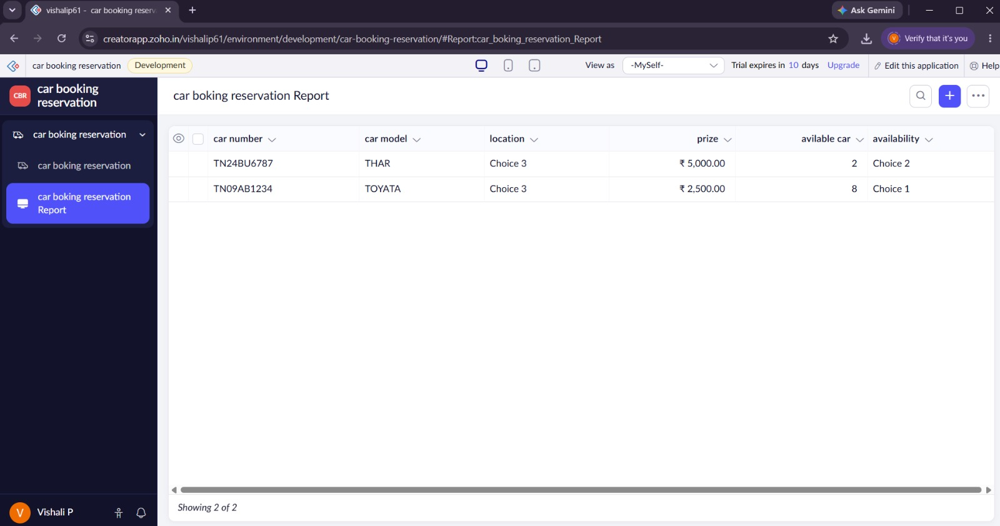 vishalip61 - car booking reserv
Ask Gemini
creatorapp.zoho.in/vishalip61/environment/development/car-booking-reservation/#Report:car_boking_reservation_Report
V
Verify that it's you
car booking reservation
Development
View as
-MySelf-
Trial expires in 10 days
Upgrade
Edit this application
Help
CBR
car booking
reservation
car boking reservation Report
car boking reservation
car boking reservation
car boking reservation
Report
car number car model location prize avilable car availability
TN24BU6787 THAR Choice 3 ₹ 5,000.00 2 Choice 2
TN09AB1234 TOYATA Choice 3 ₹ 2,500.00 8 Choice 1
Showing 2 of 2
V
Vishali P